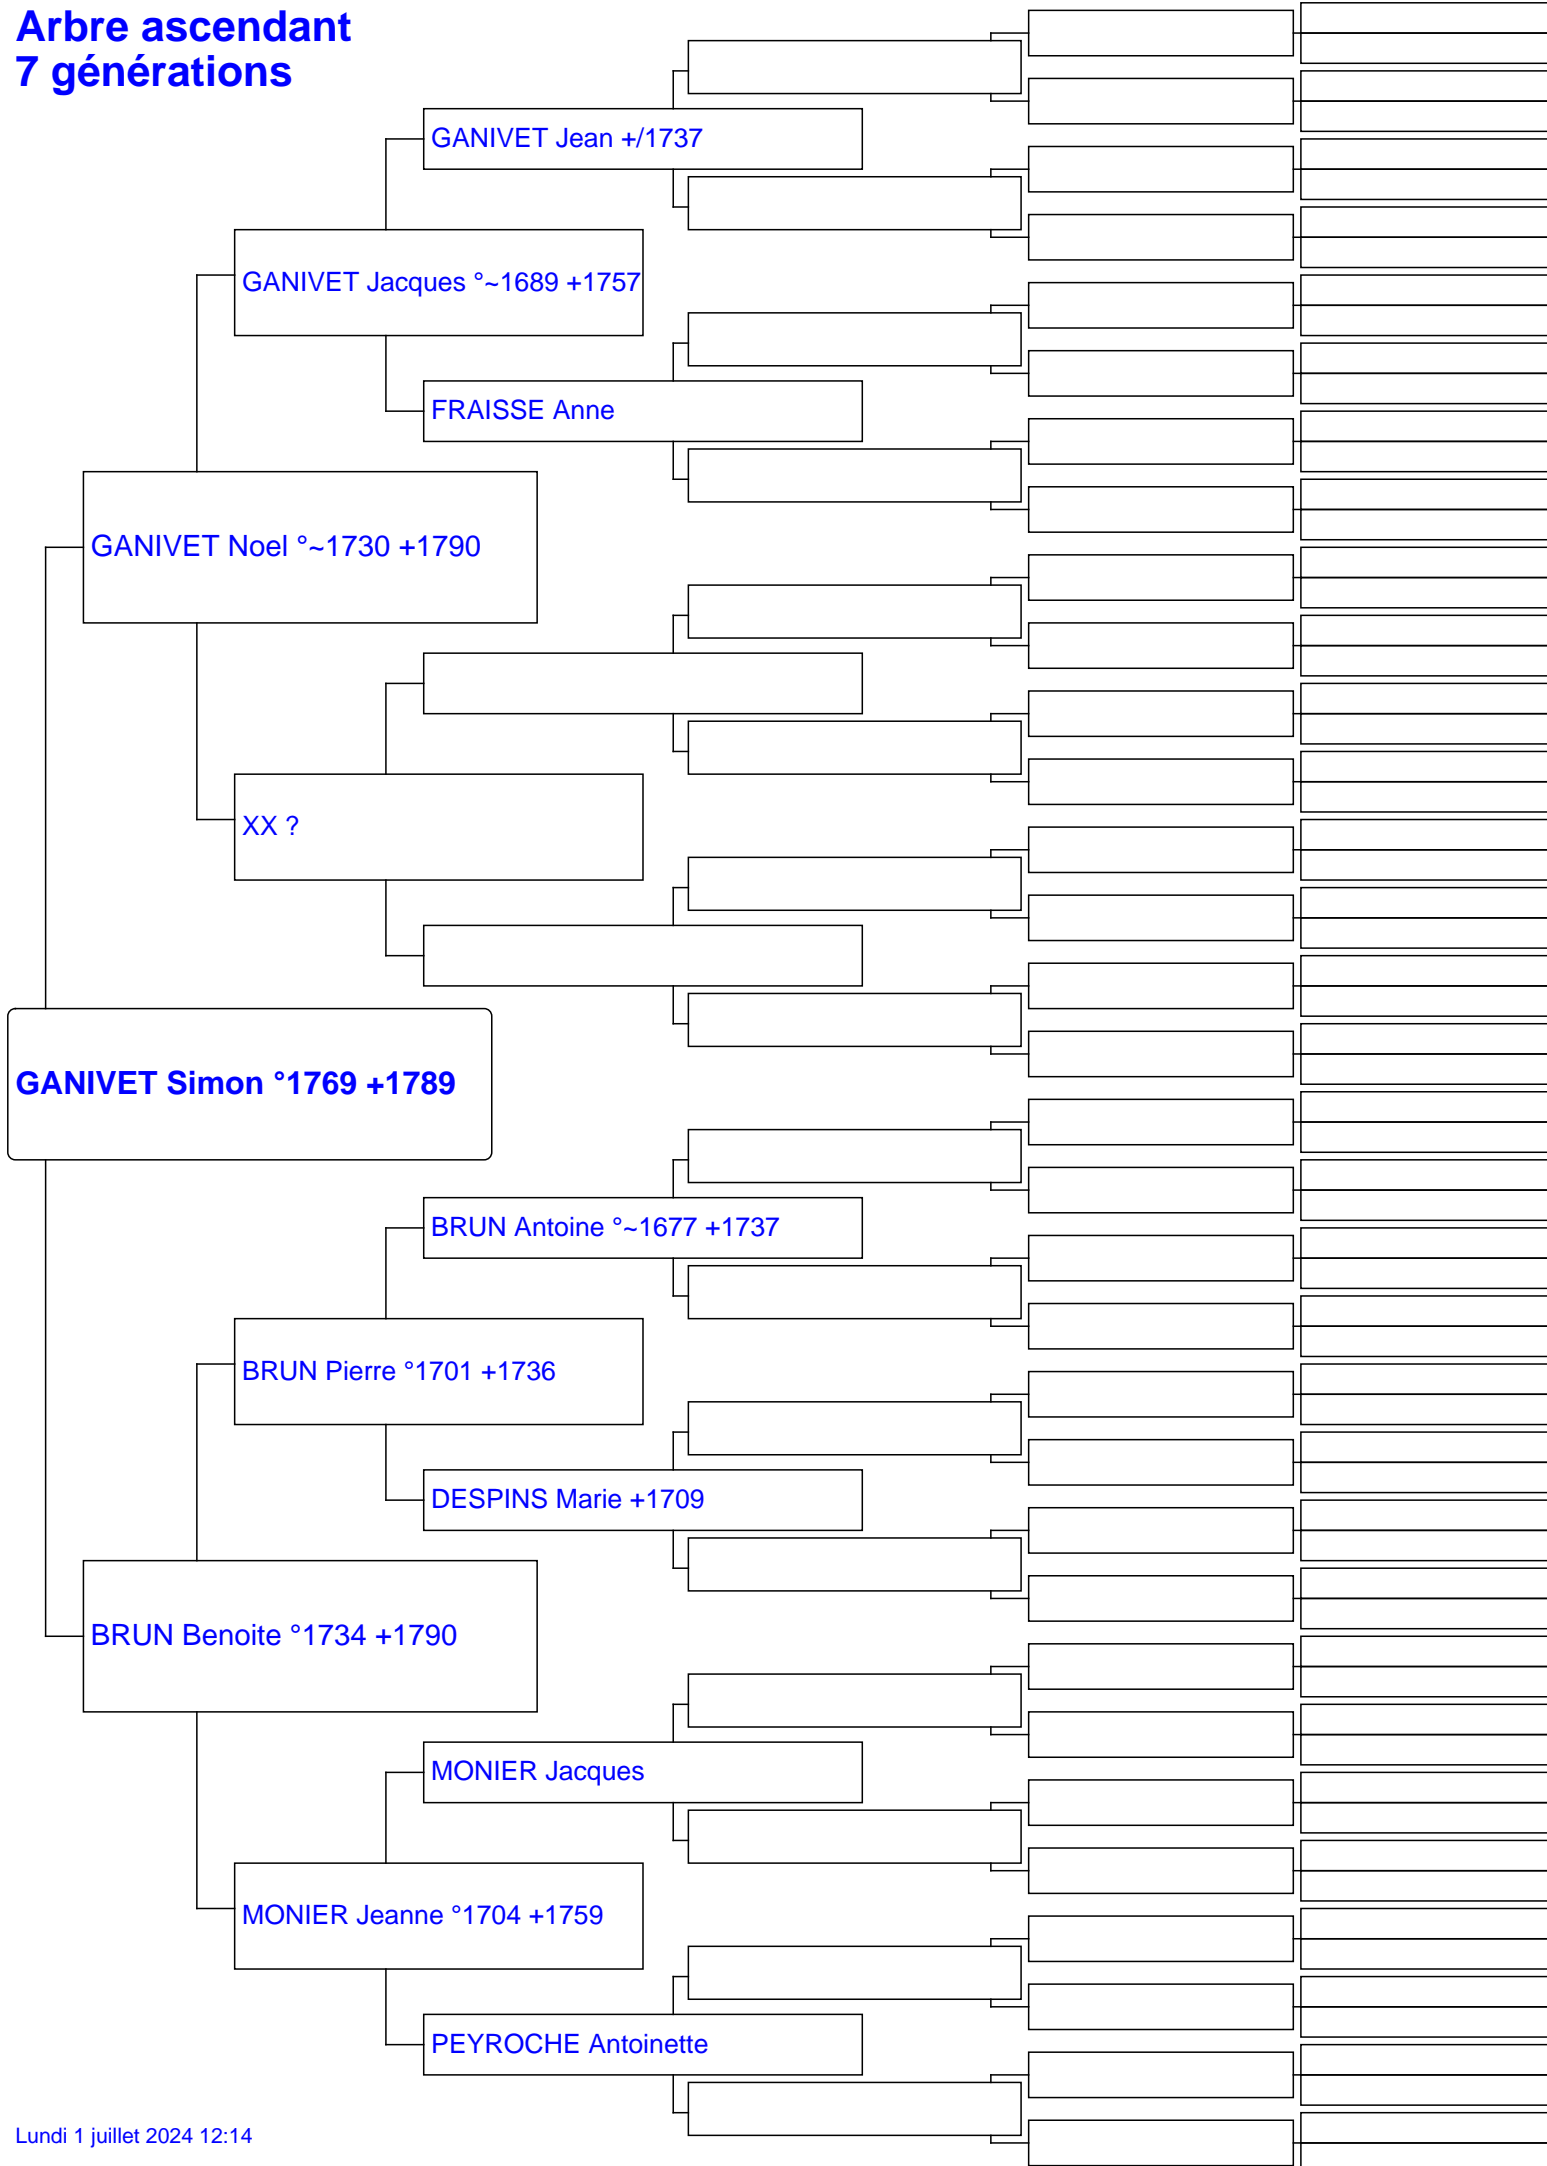 Arbre ascendant
7 générations
GANIVET Jean +/1737
GANIVET Jacques °~1689 +1757
FRAISSE Anne
GANIVET Noel °~1730 +1790
XX ?
GANIVET Simon °1769 +1789
BRUN Antoine °~1677 +1737
BRUN Pierre °1701 +1736
DESPINS Marie +1709
BRUN Benoite °1734 +1790
MONIER Jacques
MONIER Jeanne °1704 +1759
PEYROCHE Antoinette
Lundi 1 juillet 2024 12:14